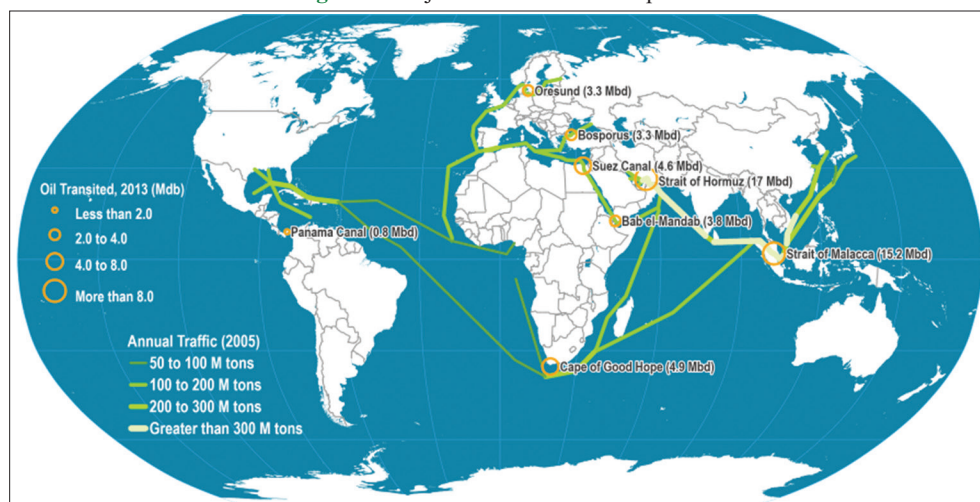 Oresund (3.3 Mbd)
Bosporus (3.3 Mbd)
Suez Canal (4.6 Mbd)
Strait of Hormuz (17 Mbd)
Bab el-Mandab (3.8 Mbd)
Panama Canal (0.8 Mbd)
Strait of Malacca (15.2 Mbd)
Cape of Good Hope (4.9 Mbd)
Oil Transited, 2013 (Mdb)
Less than 2.0
2.0 to 4.0
4.0 to 8.0
More than 8.0
Annual Traffic (2005)
50 to 100 M tons
100 to 200 M tons
200 to 300 M tons
Greater than 300 M tons